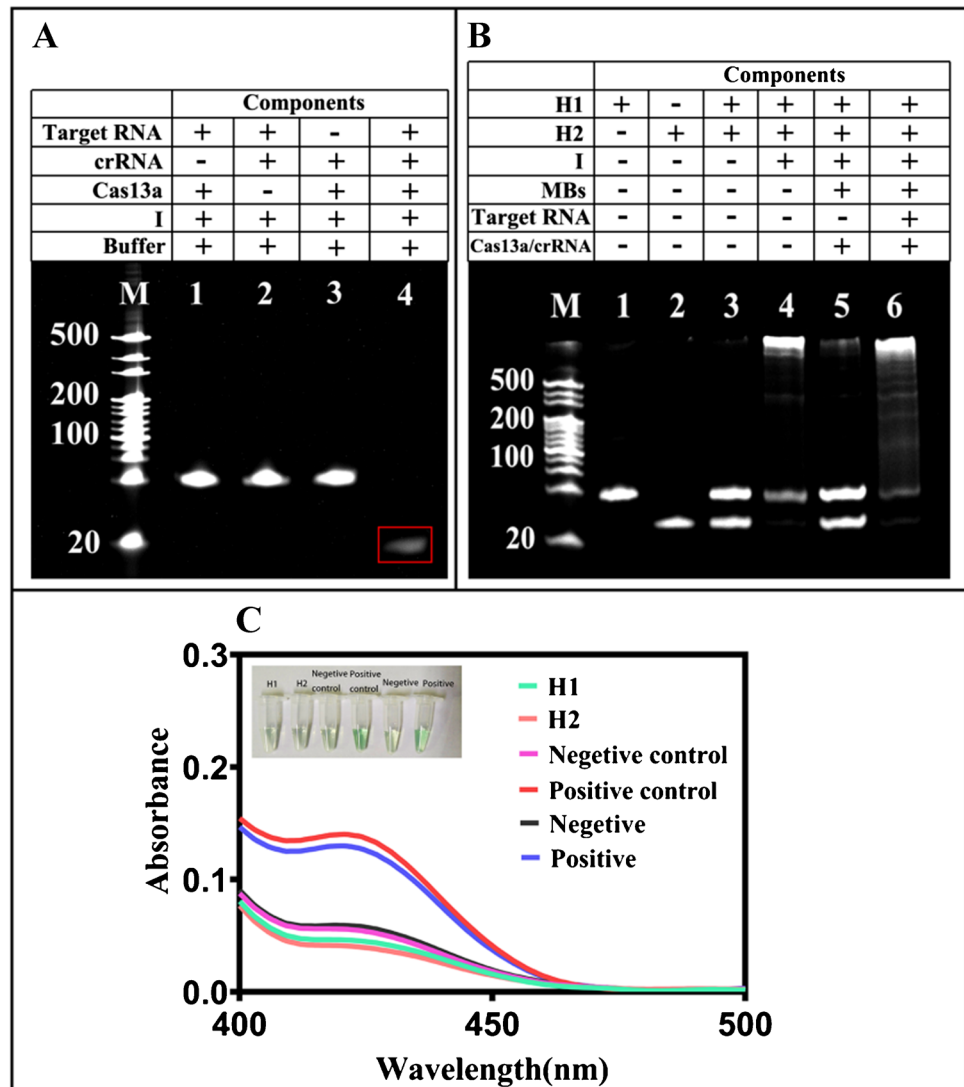 A
Components
Target RNA + + - +
crRNA - + + +
Cas13a + - + +
I + + + +
Buffer + + + +
M 1 2 3 4
500
200
100
20
B
Components
H1 + - + + + +
H2 - + + + + +
I - - - + + +
MBs - - - - + +
Target RNA - - - - - +
Cas13a/crRNA - - - - + +
M 1 2 3 4 5 6
500
200
100
20
C
Absorbance
0.3
0.2
0.1
0.0
400 450 500
Wavelength(nm)
H1 H2 Negetive control Positive control Negetive Positive
H1
H2
Negetive control
Positive control
Negetive
Positive